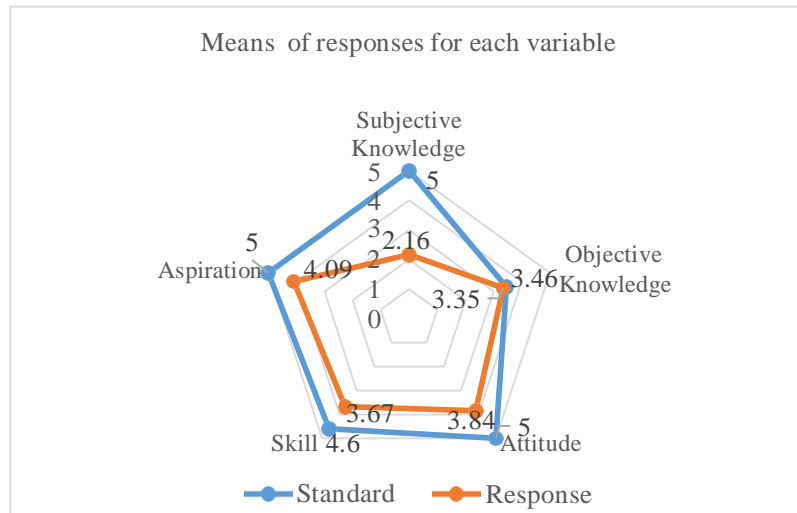 Means of responses for each variable
Subjective
Knowledge
5
5
4
3
2.16
2
1
0
Objective
Knowledge
3.46
3.35
5
Aspiration
4.09
3.67
3.84
5
Skill
4.6
Attitude
Standard
Response